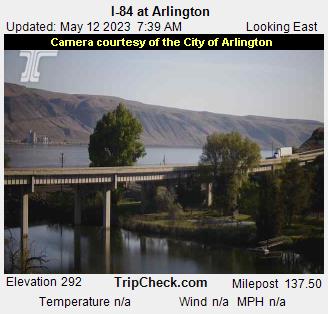 I-84 at Arlington
Updated: May 12 2023 7:39 AM Looking East
Camera courtesy of the City of Arlington
Elevation 292 TripCheck.com Milepost 137.50
Temperature n/a Wind n/a MPH n/a